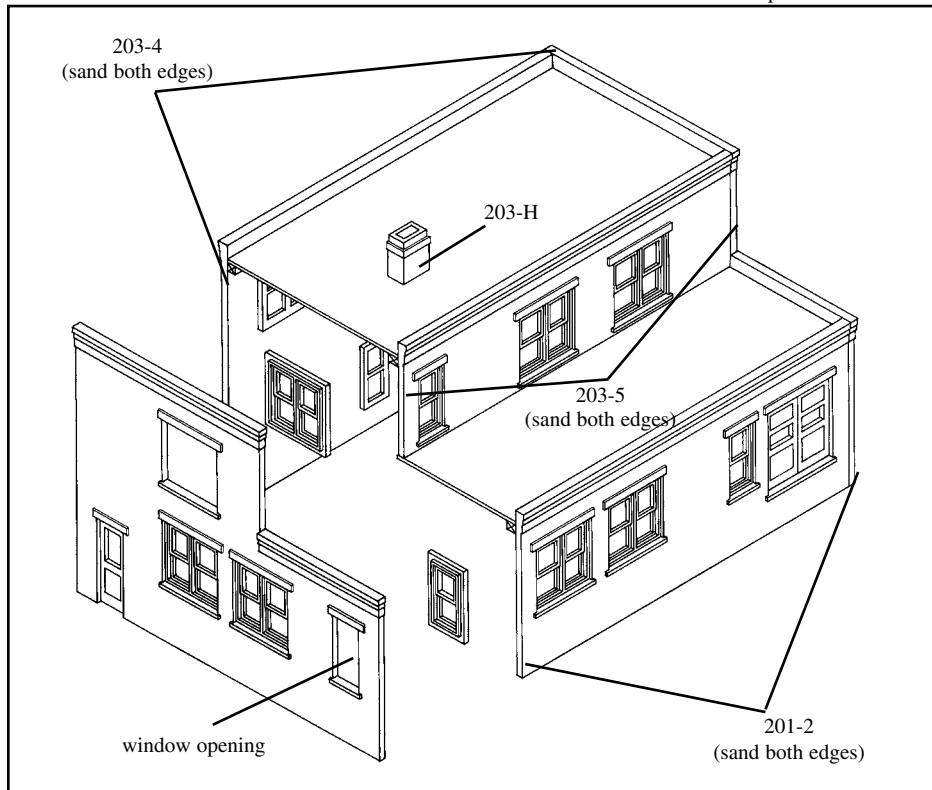 203-4
(sand both edges)
203-H
203-5
(sand both edges)
window opening
201-2
(sand both edges)